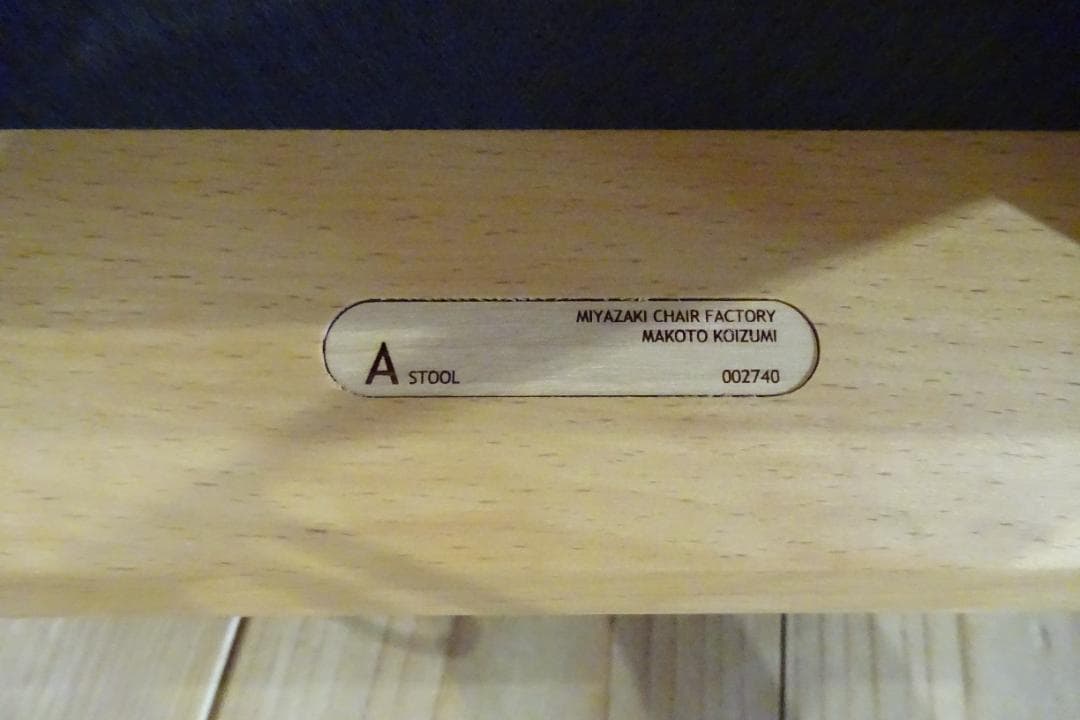 MIYAZAKI CHAIR FACTORY
MAKOTO KOIZUMI
A STOOL 002740